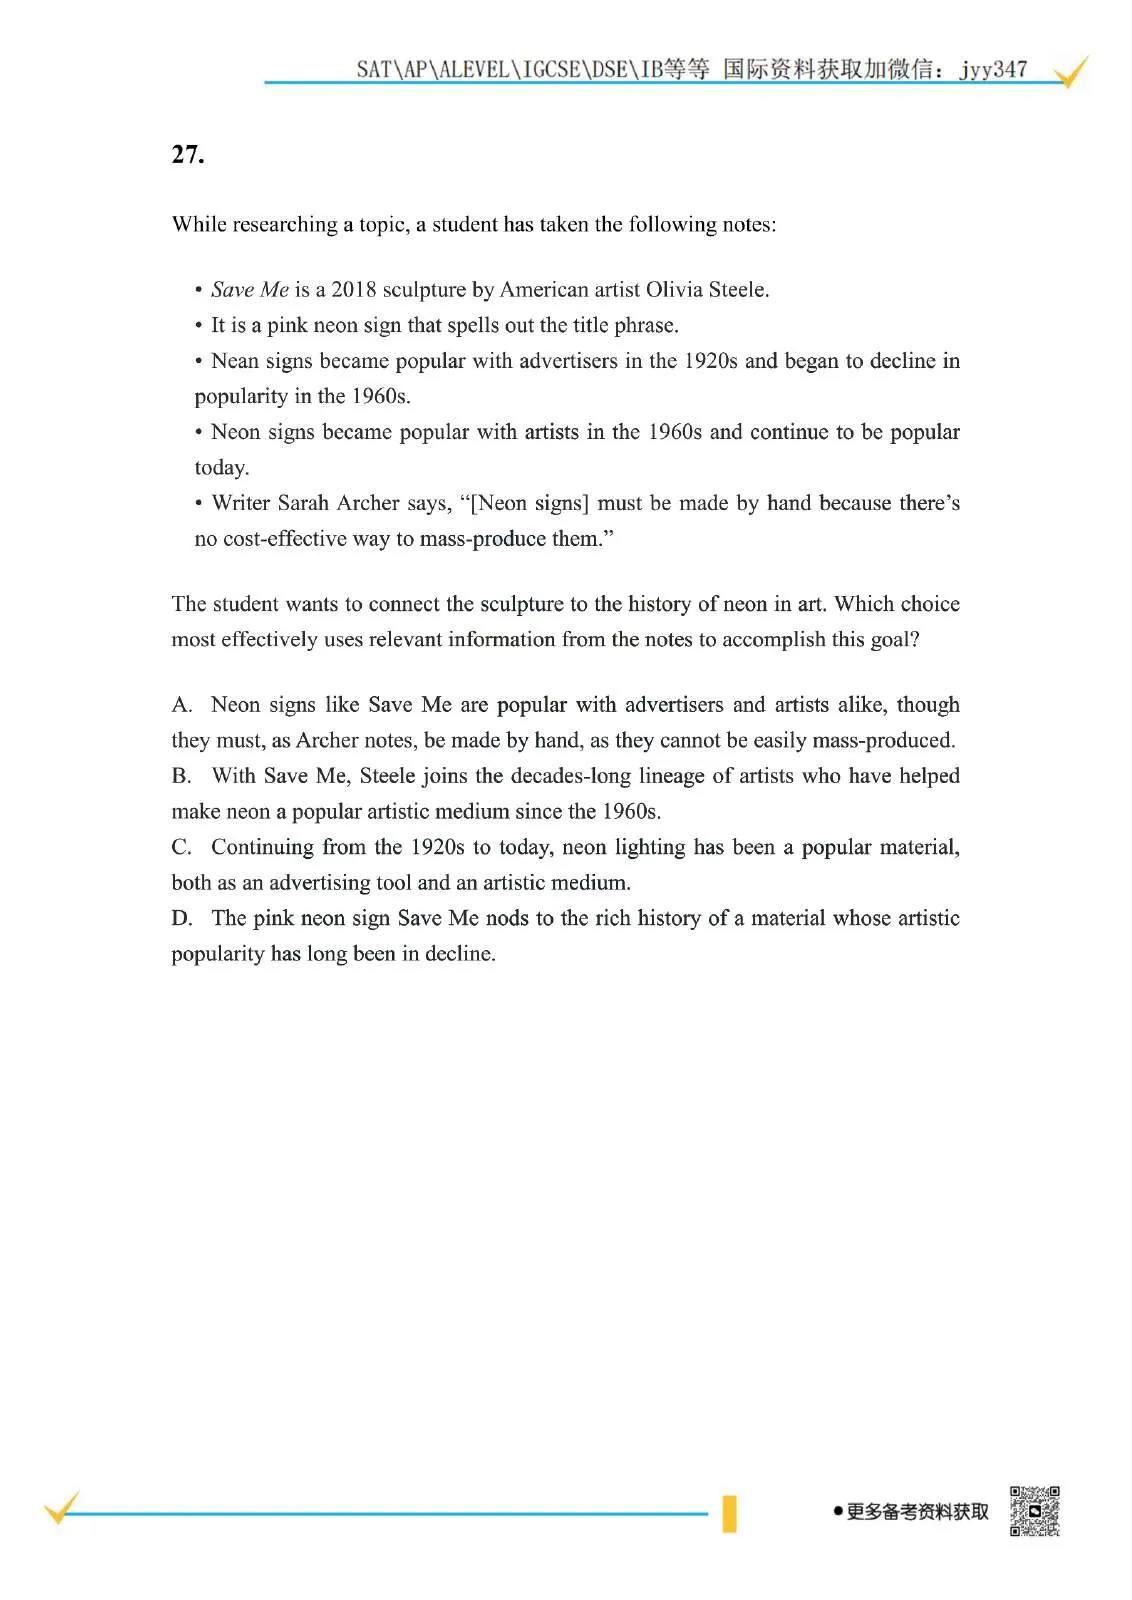 SAT\AP\ALEVEL\IGCSE\DSE\IB等等 国际资料获取加微信：jyy347
27.
While researching a topic, a student has taken the following notes:
• Save Me is a 2018 sculpture by American artist Olivia Steele.
• It is a pink neon sign that spells out the title phrase.
• Nean signs became popular with advertisers in the 1920s and began to decline in
popularity in the 1960s.
• Neon signs became popular with artists in the 1960s and continue to be popular
today.
• Writer Sarah Archer says, “[Neon signs] must be made by hand because there’s
no cost-effective way to mass-produce them.”
The student wants to connect the sculpture to the history of neon in art. Which choice
most effectively uses relevant information from the notes to accomplish this goal?
A. Neon signs like Save Me are popular with advertisers and artists alike, though
they must, as Archer notes, be made by hand, as they cannot be easily mass-produced.
B. With Save Me, Steele joins the decades-long lineage of artists who have helped
make neon a popular artistic medium since the 1960s.
C. Continuing from the 1920s to today, neon lighting has been a popular material,
both as an advertising tool and an artistic medium.
D. The pink neon sign Save Me nods to the rich history of a material whose artistic
popularity has long been in decline.
•更多备考资料获取